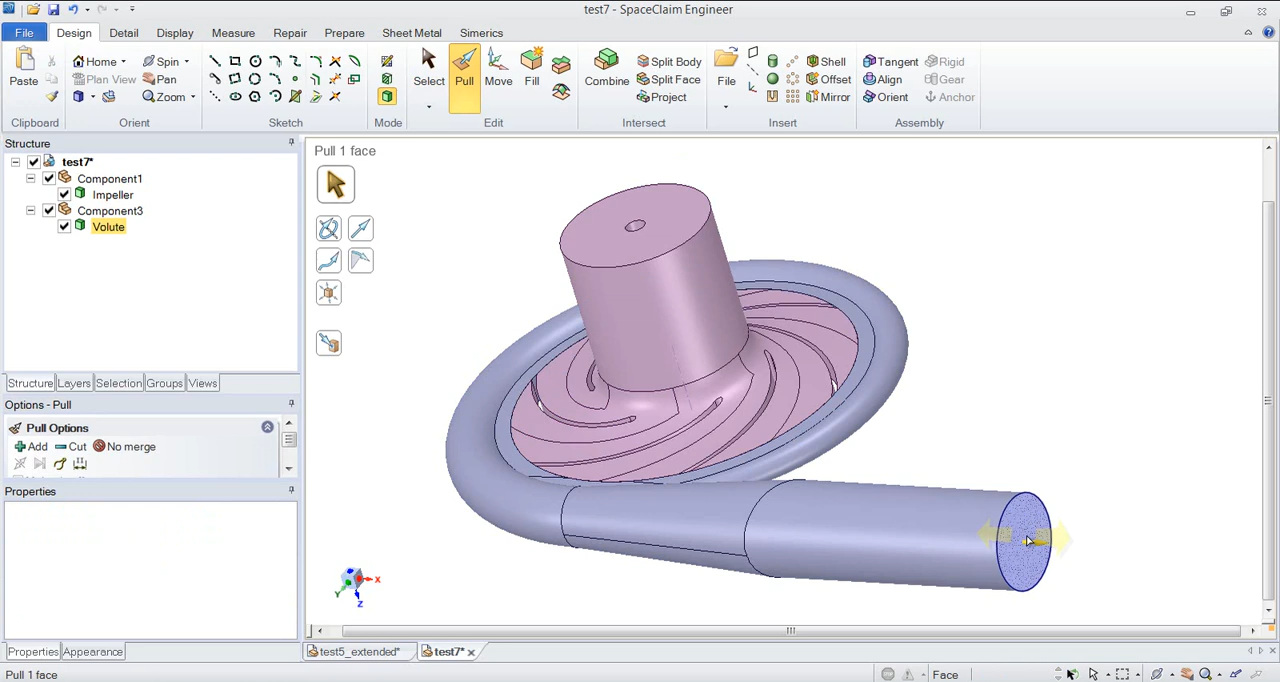 test7 - SpaceClaim Engineer
File Design Detail Display Measure Repair Prepare Sheet Metal Simerics
Paste
Home Spin
Plan View Pan
Zoom
Select Pull Move Fill
Combine
Split Body
Split Face
Project
File
Shell
Offset
Mirror
Tangent Rigid
Align Gear
Orient Anchor
Clipboard Orient Sketch Mode Edit Intersect Insert Assembly
Structure
test7*
Component1
Impeller
Component3
Volute
Structure Layers Selection Groups Views
Options - Pull
Pull Options
Add Cut No merge
Properties
Properties Appearance
Pull 1 face
X
Y
Z
test5_extended* test7*
Pull 1 face
Face